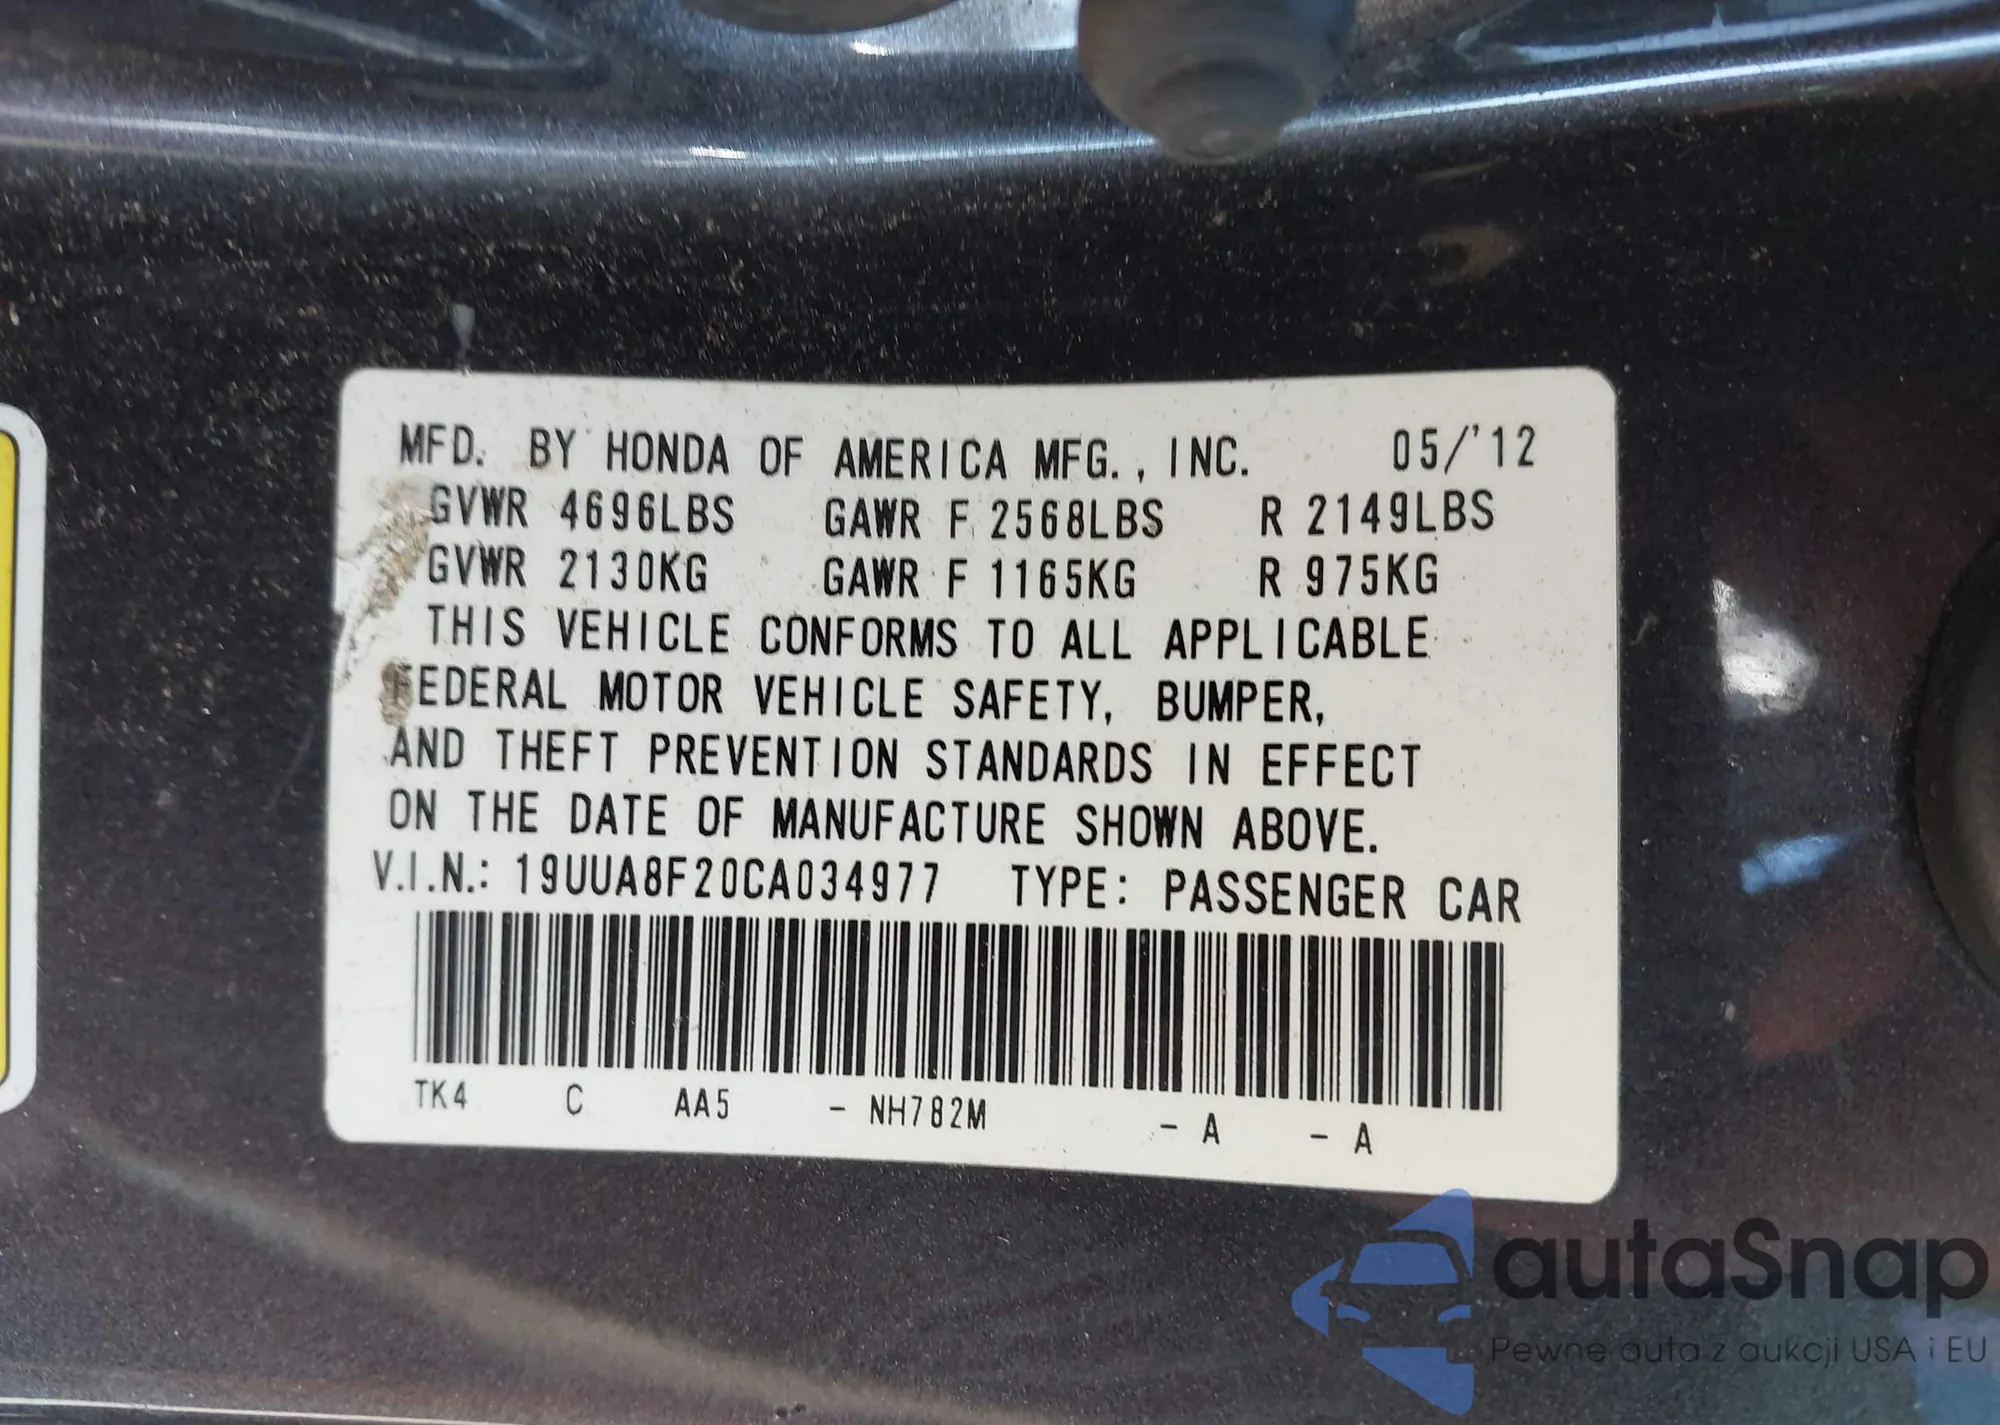 MFD. BY HONDA OF AMERICA MFG., INC. 05/'12
GVWR 4696LBS GAWR F 2568LBS R 2149LBS
GVWR 2130KG GAWR F 1165KG R 975KG
THIS VEHICLE CONFORMS TO ALL APPLICABLE
FEDERAL MOTOR VEHICLE SAFETY, BUMPER,
AND THEFT PREVENTION STANDARDS IN EFFECT
ON THE DATE OF MANUFACTURE SHOWN ABOVE.
V.I.N.: 19UUA8F20CA034977 TYPE: PASSENGER CAR
TK4 C AA5 - NH782M - A - A
autaSnap
Pewne auta z aukcji USA i EU